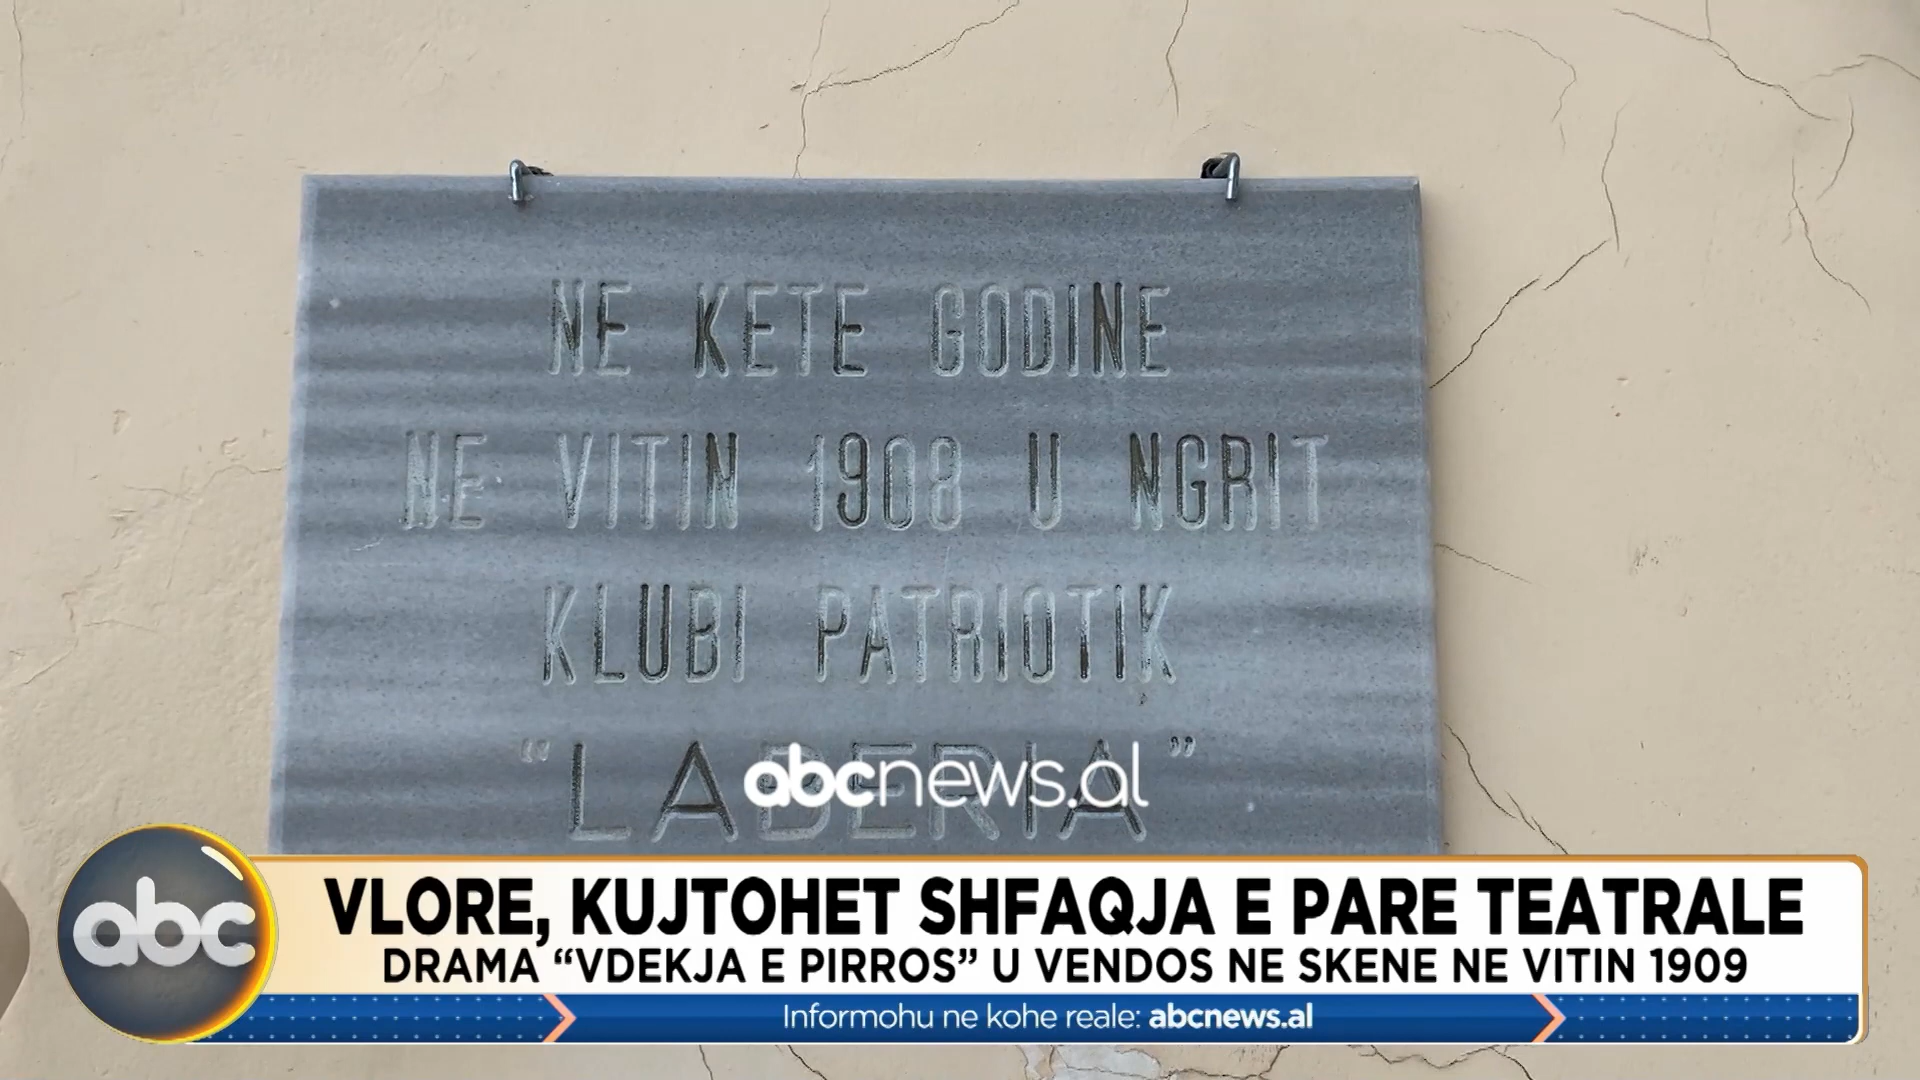 NE KETE GODINE
NE VITIN 1908 U NGRIT
KLUBI PATRIOTIK
“LABERIA”
abcnews.al
abc
VLORE, KUJTOHET SHFAQJA E PARE TEATRALE
DRAMA “VDEKJA E PIRROS” U VENDOS NE SKENE NE VITIN 1909
Informohu ne kohe reale: abcnews.al